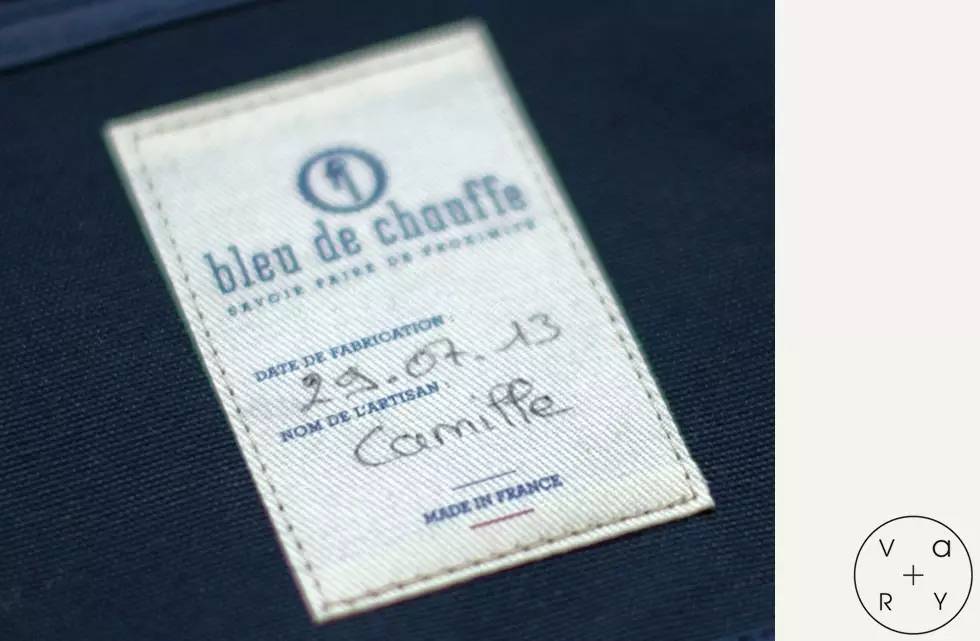 bleu de chauffe
SAVOIR FAIRE DE PROXIMITÉ
DATE DE FABRICATION :
29.07.13
NOM DE L'ARTISAN :
Camille
MADE IN FRANCE
V a
R Y